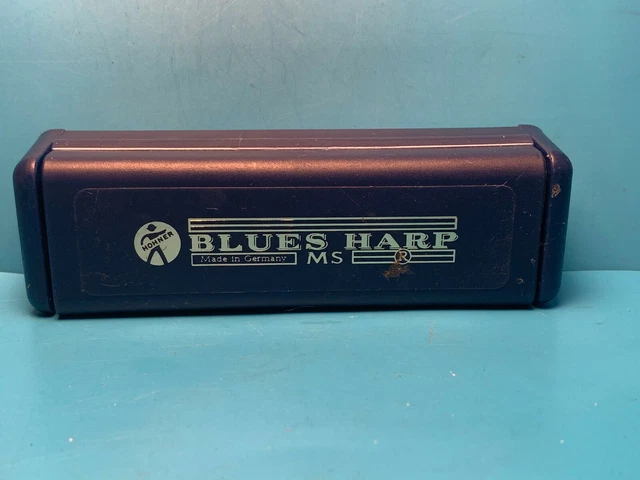 HOHNER
BLUES HARP
Made in Germany MS ®